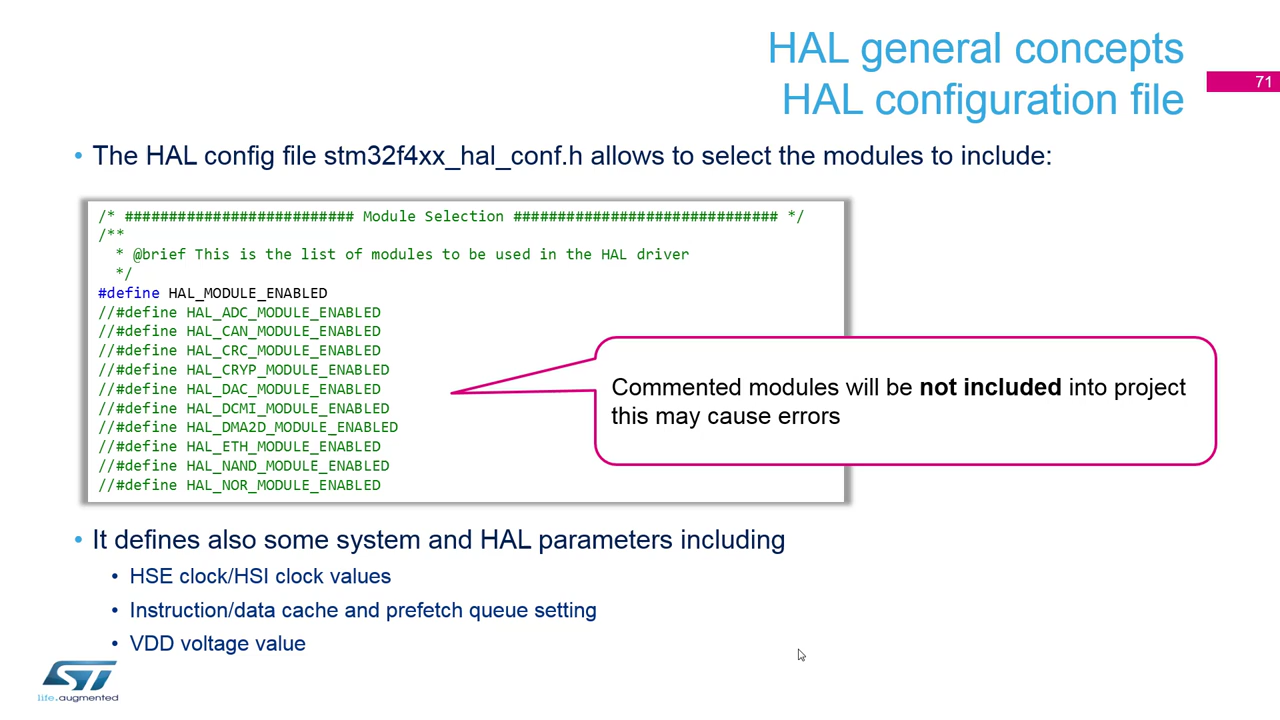 HAL general concepts
HAL configuration file
71
• The HAL config file stm32f4xx_hal_conf.h allows to select the modules to include:
/* ########################## Module Selection ############################## */
/**
  * @brief This is the list of modules to be used in the HAL driver
  */
#define HAL_MODULE_ENABLED
//#define HAL_ADC_MODULE_ENABLED
//#define HAL_CAN_MODULE_ENABLED
//#define HAL_CRC_MODULE_ENABLED
//#define HAL_CRYP_MODULE_ENABLED
//#define HAL_DAC_MODULE_ENABLED
//#define HAL_DCMI_MODULE_ENABLED
//#define HAL_DMA2D_MODULE_ENABLED
//#define HAL_ETH_MODULE_ENABLED
//#define HAL_NAND_MODULE_ENABLED
//#define HAL_NOR_MODULE_ENABLED
Commented modules will be not included into project
this may cause errors
• It defines also some system and HAL parameters including
• HSE clock/HSI clock values
• Instruction/data cache and prefetch queue setting
• VDD voltage value
ST
life.augmented